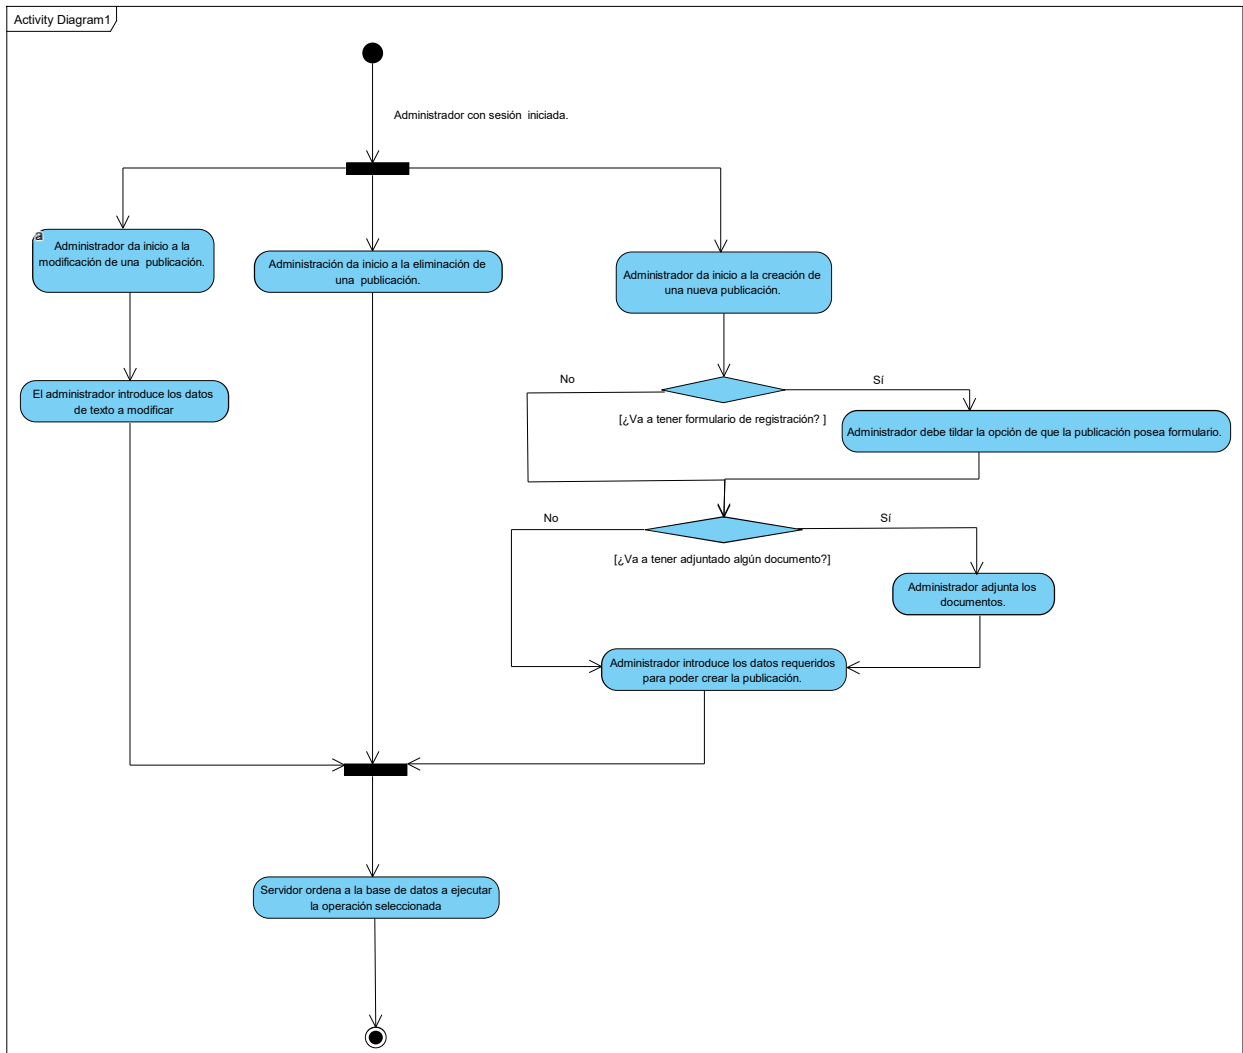 Activity Diagram1
Administrador con sesión  iniciada.
a
Administrador da inicio a la
modificación de una  publicación.
Administración da inicio a la eliminación de
una  publicación.
Administrador da inicio a la creación de
una nueva publicación.
El administrador introduce los datos
de texto a modificar
No
Sí
[¿Va a tener formulario de registración? ]
Administrador debe tildar la opción de que la publicación posea formulario.
No
Sí
[¿Va a tener adjuntado algún documento?]
Administrador adjunta los
documentos.
Administrador introduce los datos requeridos
para poder crear la publicación.
Servidor ordena a la base de datos a ejecutar
la operación seleccionada